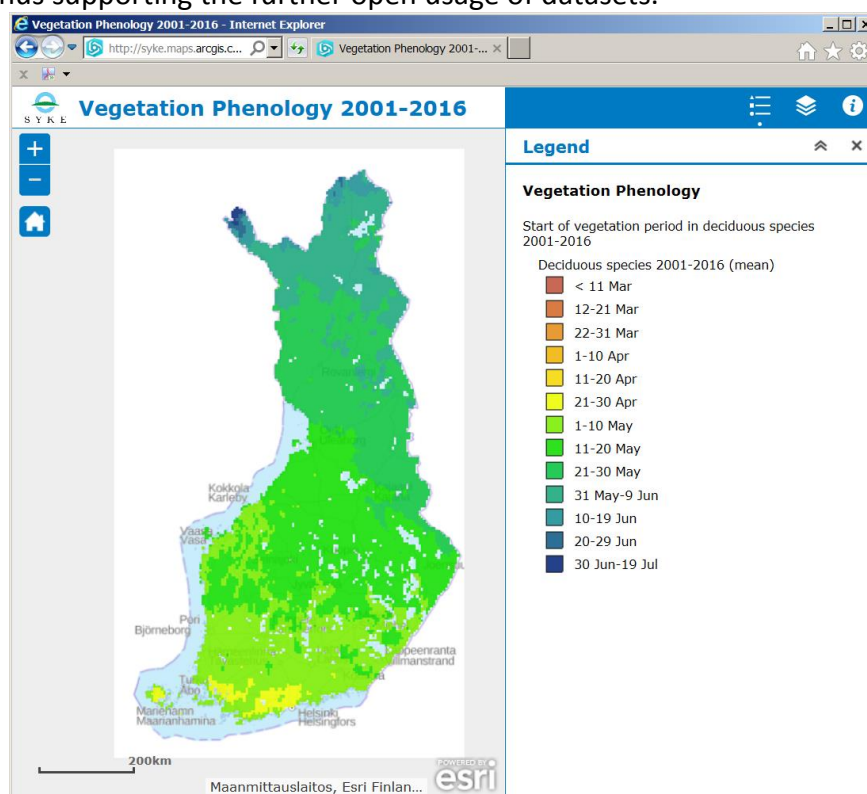 thus supporting the further open usage of datasets.
Vegetation Phenology 2001-2016 - Internet Explorer
http://syke.maps.arcgis.c...
Vegetation Phenology 2001-...
SYKE
Vegetation Phenology 2001-2016
Legend
Vegetation Phenology
Start of vegetation period in deciduous species
2001-2016
Deciduous species 2001-2016 (mean)
< 11 Mar
12-21 Mar
22-31 Mar
1-10 Apr
11-20 Apr
21-30 Apr
1-10 May
11-20 May
21-30 May
31 May-9 Jun
10-19 Jun
20-29 Jun
30 Jun-19 Jul
Rovaniemi
Kokkola
Karleby
Vaasa
Vasa
Pori
Björneborg
Turku
Åbo
Mariehamn
Maarianhamina
Helsinki
Helsingfors
200km
Maanmittauslaitos, Esri Finlan...
POWERED BY
esri